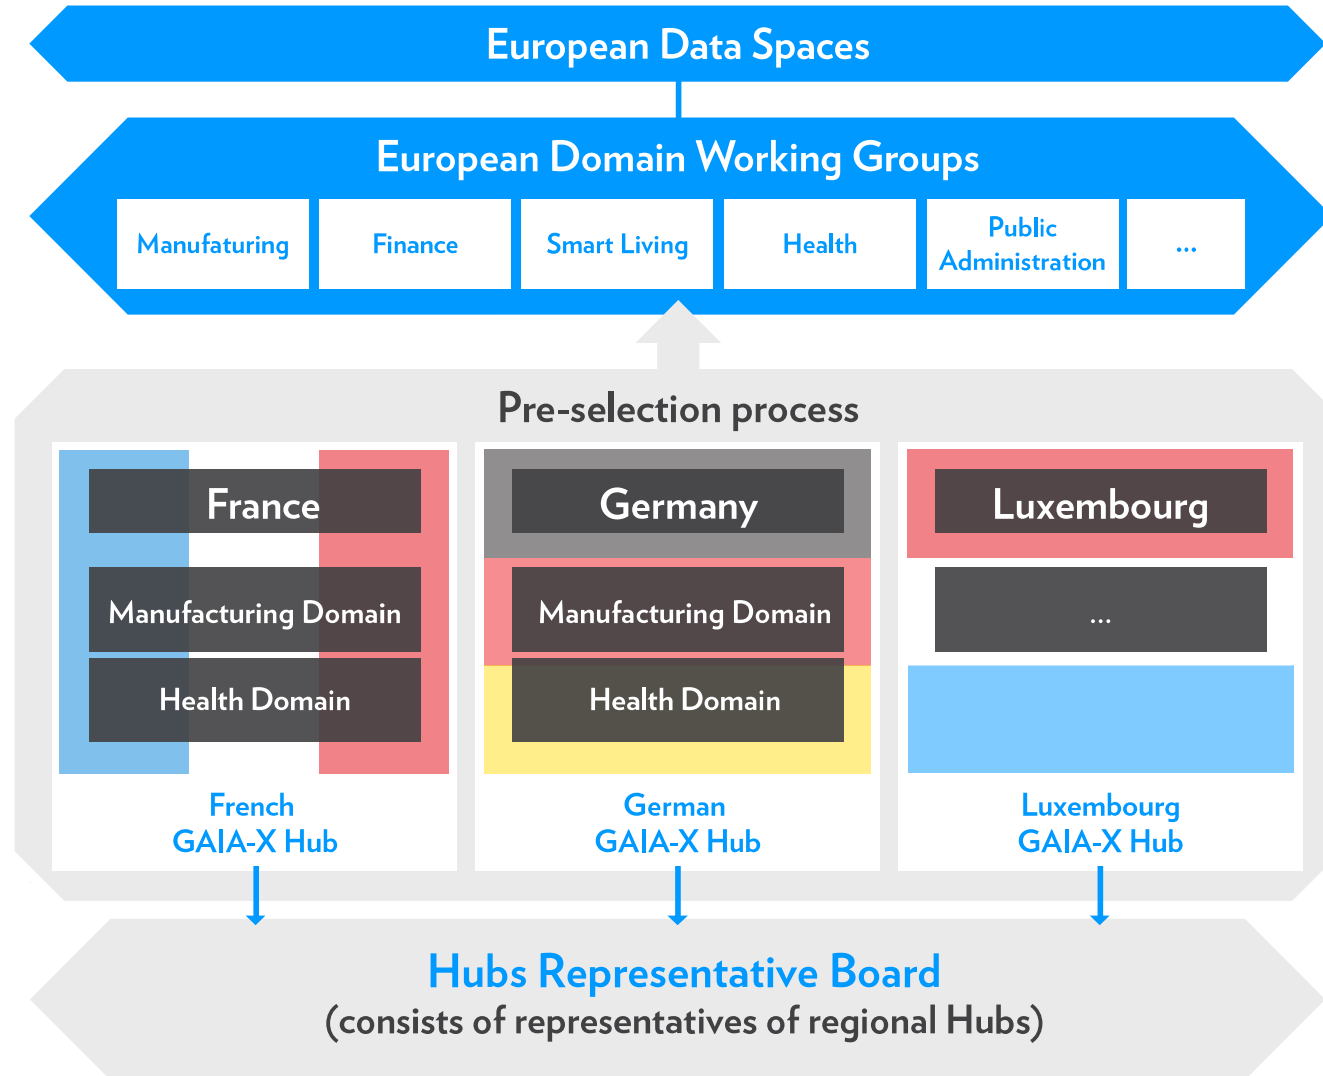 European Data Spaces
European Domain Working Groups
Manufaturing
Finance
Smart Living
Health
Public
Administration
...
Pre-selection process
France
Manufacturing Domain
Health Domain
French
GAIA-X Hub
Germany
Manufacturing Domain
Health Domain
German
GAIA-X Hub
Luxembourg
...
Luxembourg
GAIA-X Hub
Hubs Representative Board
(consists of representatives of regional Hubs)